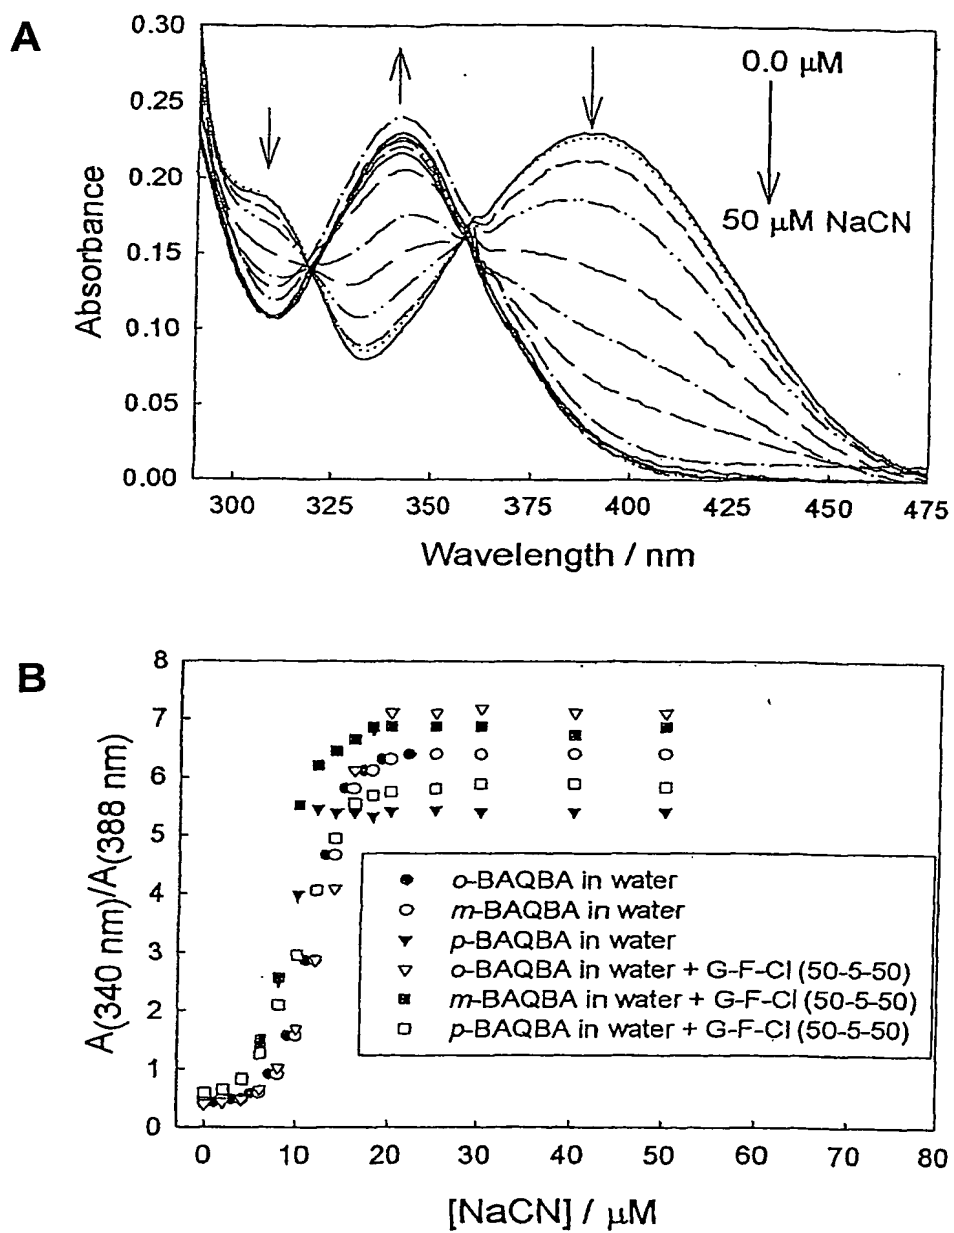 A
0.30
0.25
0.20
0.15
0.10
0.05
0.00
Absorbance
0.0 µM
50 µM NaCN
300 325 350 375 400 425 450 475
Wavelength / nm
B
8
7
6
5
4
3
2
1
0
A(340 nm)/A(388 nm)
o-BAQBA in water
m-BAQBA in water
p-BAQBA in water
o-BAQBA in water + G-F-Cl (50-5-50)
m-BAQBA in water + G-F-Cl (50-5-50)
p-BAQBA in water + G-F-Cl (50-5-50)
0 10 20 30 40 50 60 70 80
[NaCN] / µM